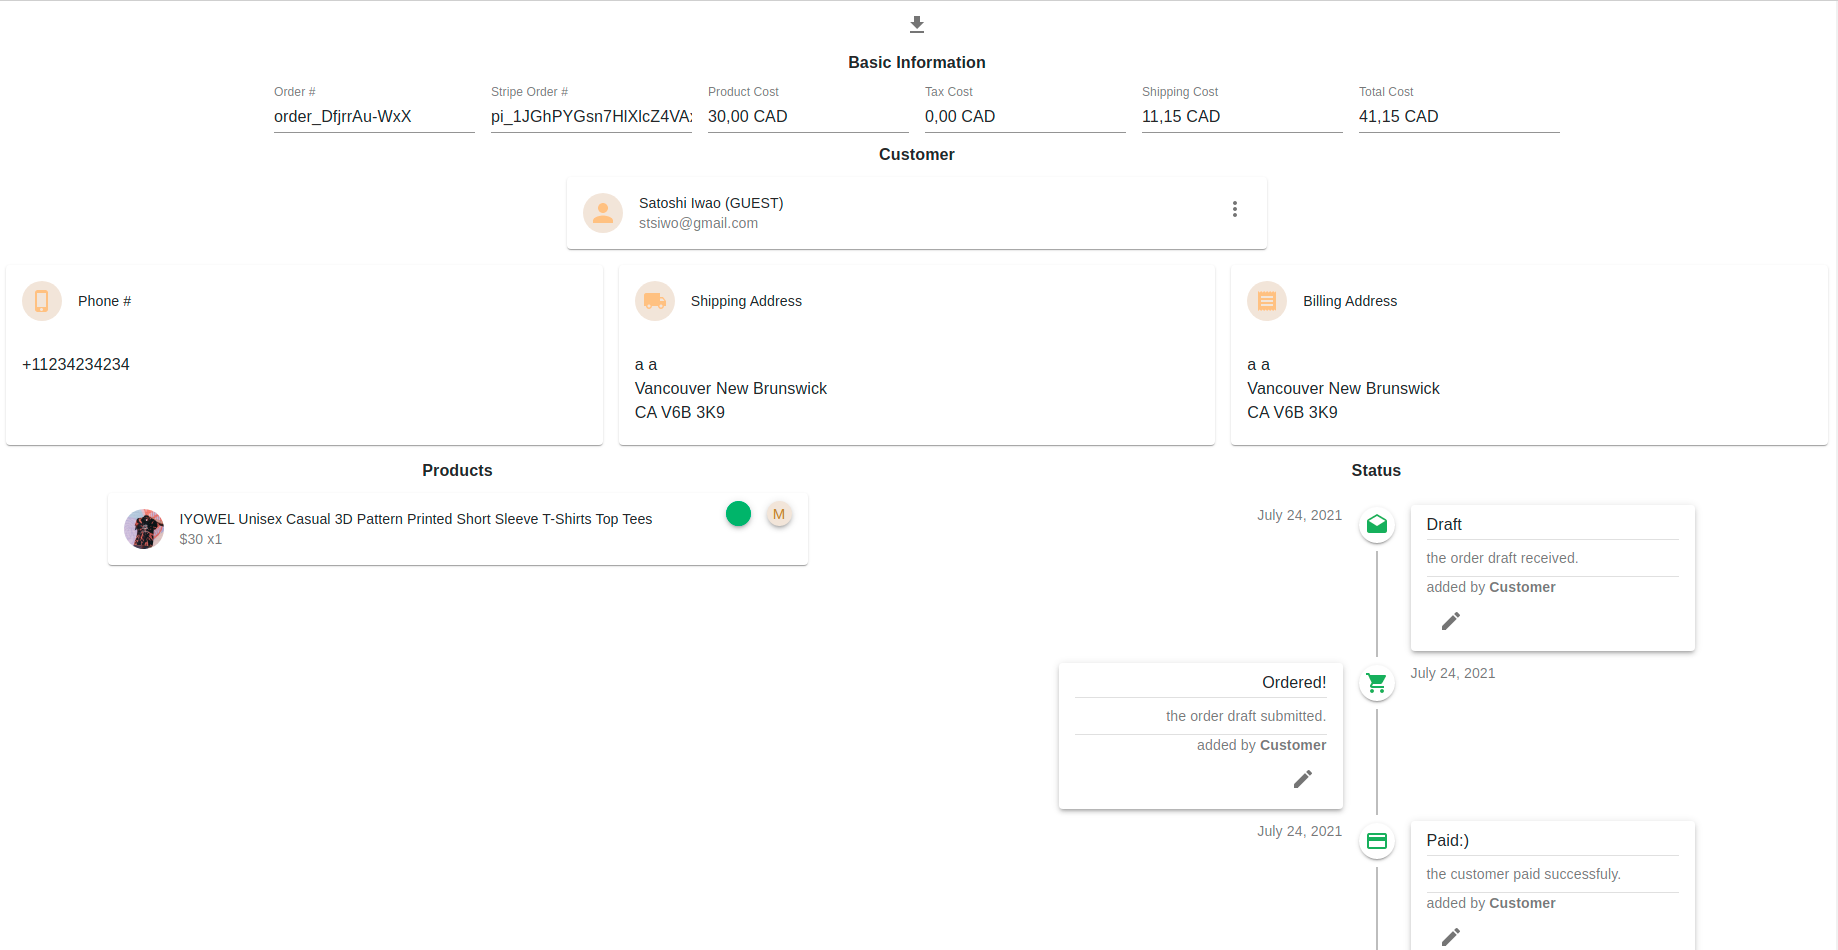 Basic Information
Order #
order_DfjrrAu-WxX
Stripe Order #
pi_1JGhPYGsn7HlXlcZ4VAx
Product Cost
30,00 CAD
Tax Cost
0,00 CAD
Shipping Cost
11,15 CAD
Total Cost
41,15 CAD
Customer
Satoshi Iwao (GUEST)
stsiwo@gmail.com
Phone #
+11234234234
Shipping Address
a a
Vancouver New Brunswick
CA V6B 3K9
Billing Address
a a
Vancouver New Brunswick
CA V6B 3K9
Products
IYOWEL Unisex Casual 3D Pattern Printed Short Sleeve T-Shirts Top Tees
$30 x1
M
Status
July 24, 2021
Draft
the order draft received.
added by Customer
Ordered!
the order draft submitted.
added by Customer
July 24, 2021
July 24, 2021
Paid:)
the customer paid successfuly.
added by Customer